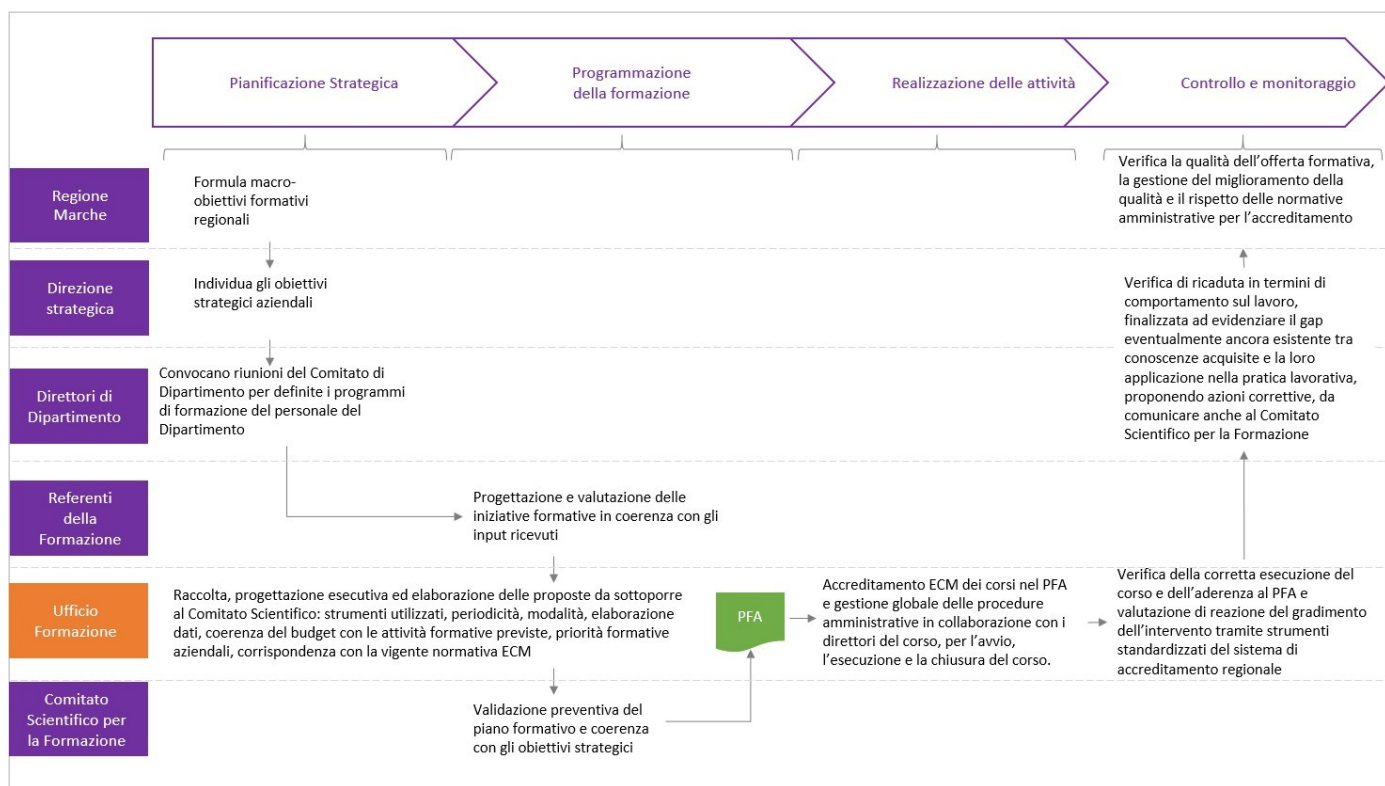 Pianificazione Strategica
Programmazione
della formazione
Realizzazione delle attività
Controllo e monitoraggio
Regione
Marche
Formula macro-
obiettivi formativi
regionali
Verifica la qualità dell'offerta formativa,
la gestione del miglioramento della
qualità e il rispetto delle normative
amministrative per l'accreditamento
Direzione
strategica
Individua gli obiettivi
strategici aziendali
Verifica di ricaduta in termini di
comportamento sul lavoro,
finalizzata ad evidenziare il gap
eventualmente ancora esistente tra
conoscenze acquisite e la loro
applicazione nella pratica lavorativa,
proponendo azioni correttive, da
comunicare anche al Comitato
Scientifico per la Formazione
Direttori di
Dipartimento
Convocano riunioni del Comitato di
Dipartimento per definite i programmi
di formazione del personale del
Dipartimento
Referenti
della
Formazione
Progettazione e valutazione delle
iniziative formative in coerenza con gli
input ricevuti
Ufficio
Formazione
Raccolta, progettazione esecutiva ed elaborazione delle proposte da sottoporre
al Comitato Scientifico: strumenti utilizzati, periodicità, modalità, elaborazione
dati, coerenza del budget con le attività formative previste, priorità formative
aziendali, corrispondenza con la vigente normativa ECM
PFA
Accreditamento ECM dei corsi nel PFA
e gestione globale delle procedure
amministrative in collaborazione con i
direttori del corso, per l'avvio,
l'esecuzione e la chiusura del corso.
Verifica della corretta esecuzione del
corso e dell'aderenza al PFA e
valutazione di reazione del gradimento
dell'intervento tramite strumenti
standardizzati del sistema di
accreditamento regionale
Comitato
Scientifico per
la Formazione
Validazione preventiva del
piano formativo e coerenza
con gli obiettivi strategici